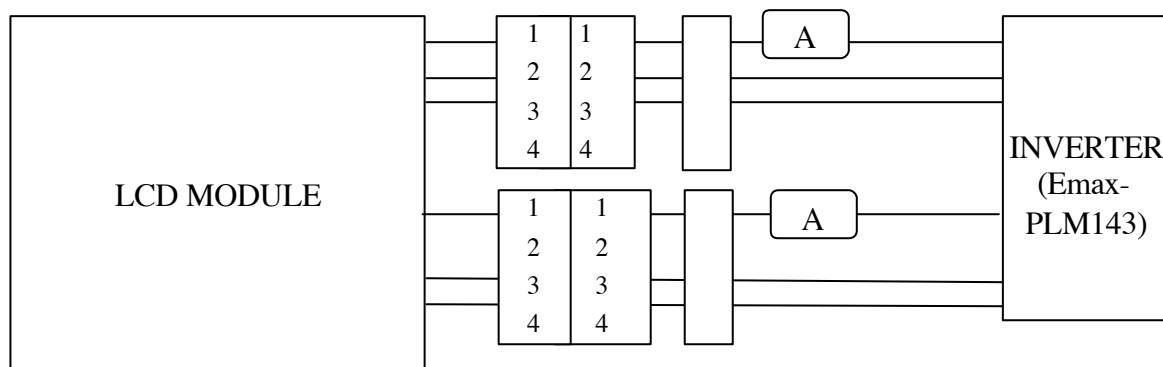 1 1
2 2
3 3
4 4
A
LCD MODULE
INVERTER
(Emax-
PLM143)
1 1
2 2
3 3
4 4
A